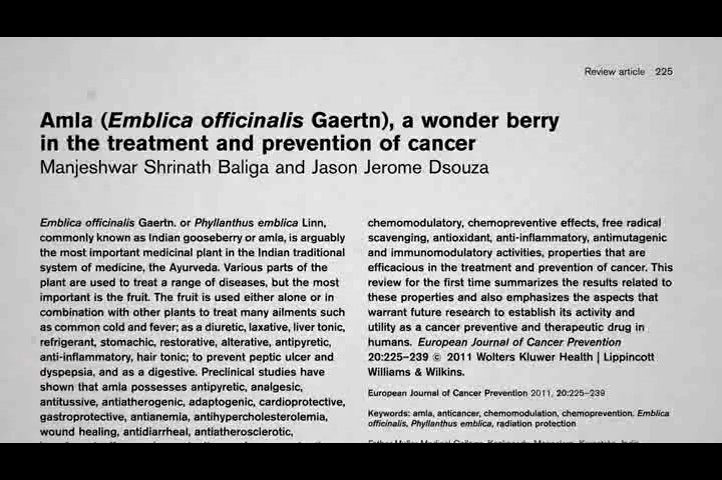 Review article 225
Amla (Emblica officinalis Gaertn), a wonder berry
in the treatment and prevention of cancer
Manjeshwar Shrinath Baliga and Jason Jerome Dsouza
Emblica officinalis Gaertn. or Phyllanthus emblica Linn,
commonly known as Indian gooseberry or amla, is arguably
the most important medicinal plant in the Indian traditional
system of medicine, the Ayurveda. Various parts of the
plant are used to treat a range of diseases, but the most
important is the fruit. The fruit is used either alone or in
combination with other plants to treat many ailments such
as common cold and fever; as a diuretic, laxative, liver tonic,
refrigerant, stomachic, restorative, alterative, antipyretic,
anti-inflammatory, hair tonic; to prevent peptic ulcer and
dyspepsia, and as a digestive. Preclinical studies have
shown that amla possesses antipyretic, analgesic,
antitussive, antiatherogenic, adaptogenic, cardioprotective,
gastroprotective, antianemia, antihypercholesterolemia,
wound healing, antidiarrheal, antiatherosclerotic,
chemomodulatory, chemopreventive effects, free radical
scavenging, antioxidant, anti-inflammatory, antimutagenic
and immunomodulatory activities, properties that are
efficacious in the treatment and prevention of cancer. This
review for the first time summarizes the results related to
these properties and also emphasizes the aspects that
warrant future research to establish its activity and
utility as a cancer preventive and therapeutic drug in
humans. European Journal of Cancer Prevention
20:225–239 © 2011 Wolters Kluwer Health | Lippincott
Williams & Wilkins.
European Journal of Cancer Prevention 2011, 20:225–239
Keywords: amla, anticancer, chemomodulation, chemoprevention, Emblica
officinalis, Phyllanthus emblica, radiation protection